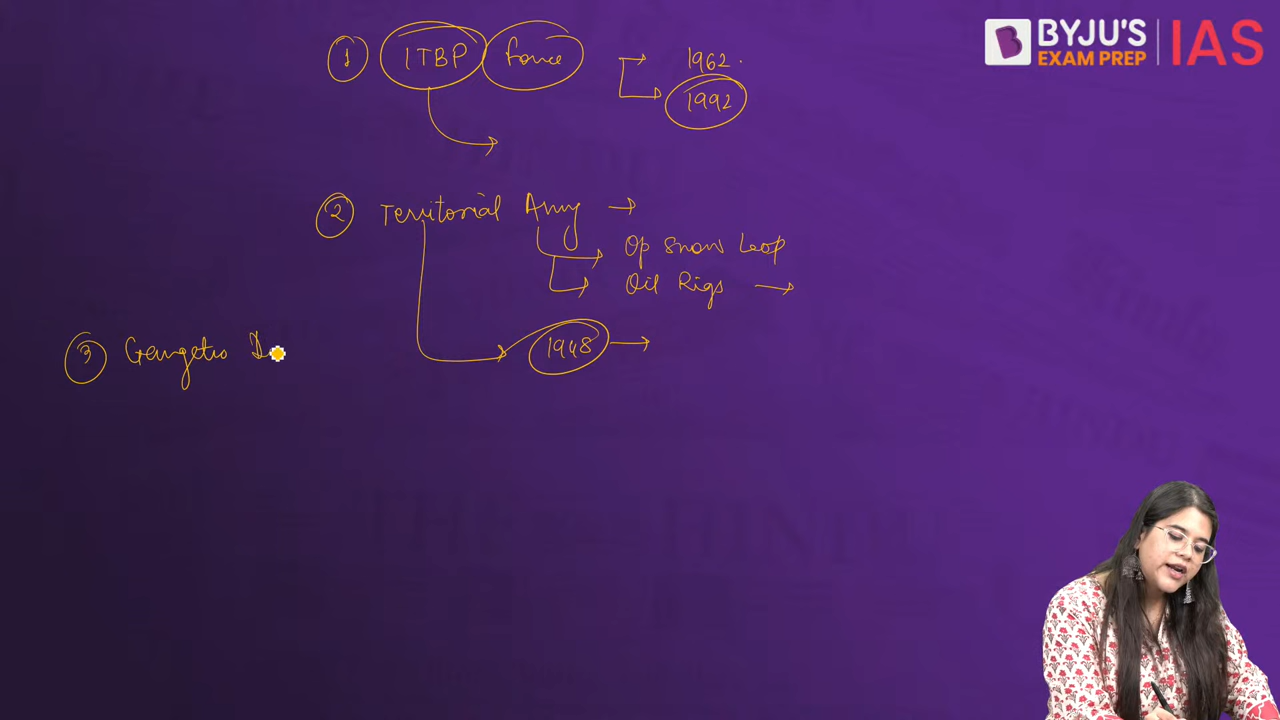 BYJU'S
EXAM PREP
IAS
1 ITBP Force
1962.
1992
2 Territorial Army
Op Snow Leop
Oil Rigs
1948
3 Gangetic D